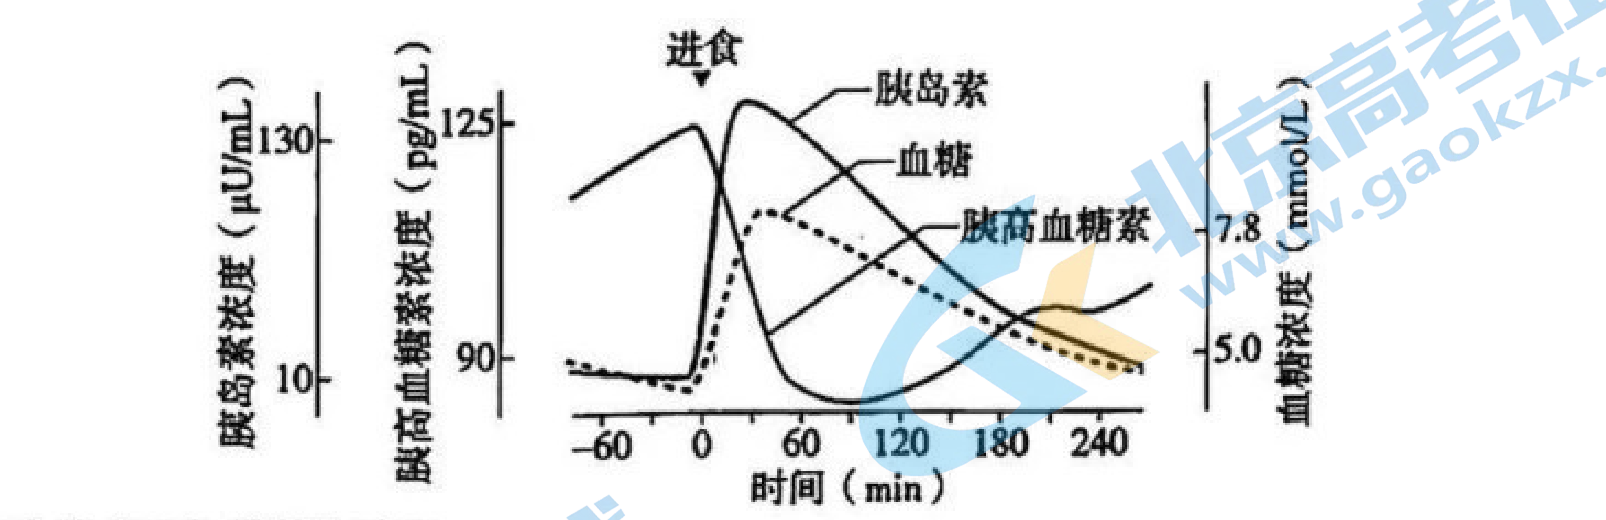 进食
胰岛素
血糖
胰高血糖素
胰岛素浓度（μU/mL）
130
10
胰高血糖素浓度（pg/mL）
125
90
7.8
5.0
血糖浓度（mmol/L）
-60 0 60 120 180 240
时间（min）
北京高考在
www.gaokzx.